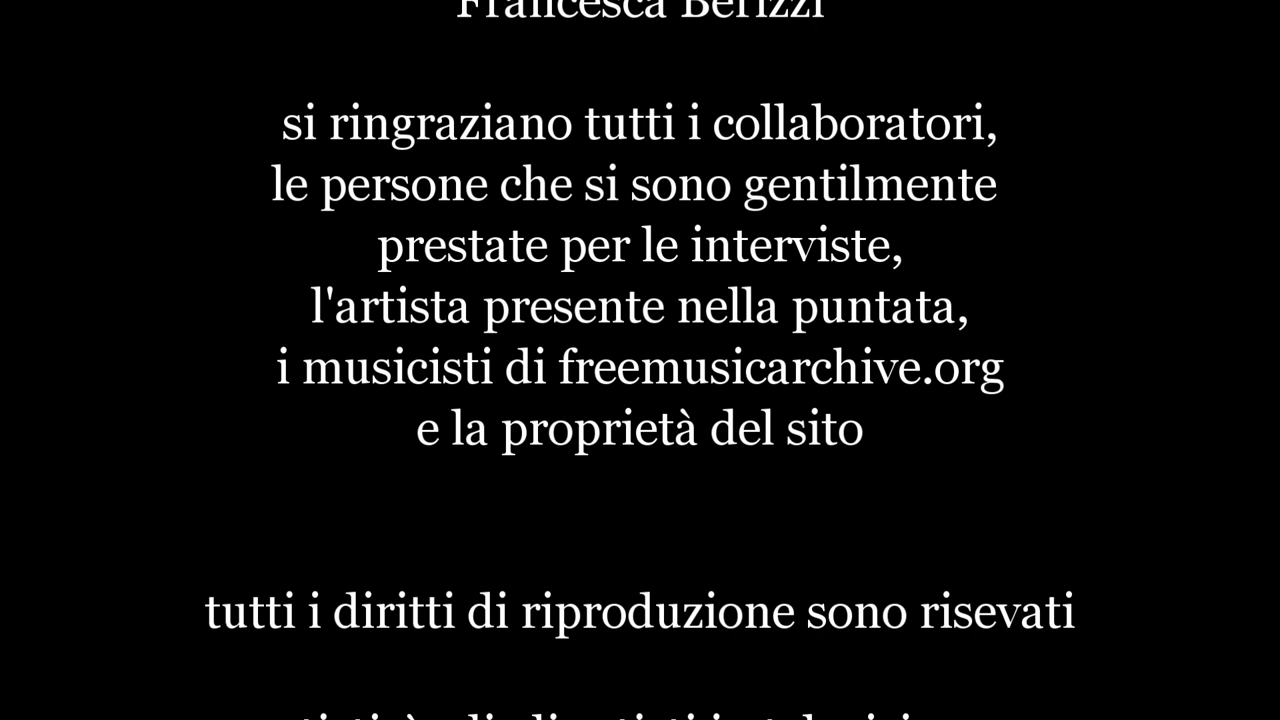 Francesca Berizzi
si ringraziano tutti i collaboratori,
le persone che si sono gentilmente
prestate per le interviste,
l'artista presente nella puntata,
i musicisti di freemusicarchive.org
e la proprietà del sito
tutti i diritti di riproduzione sono risevati